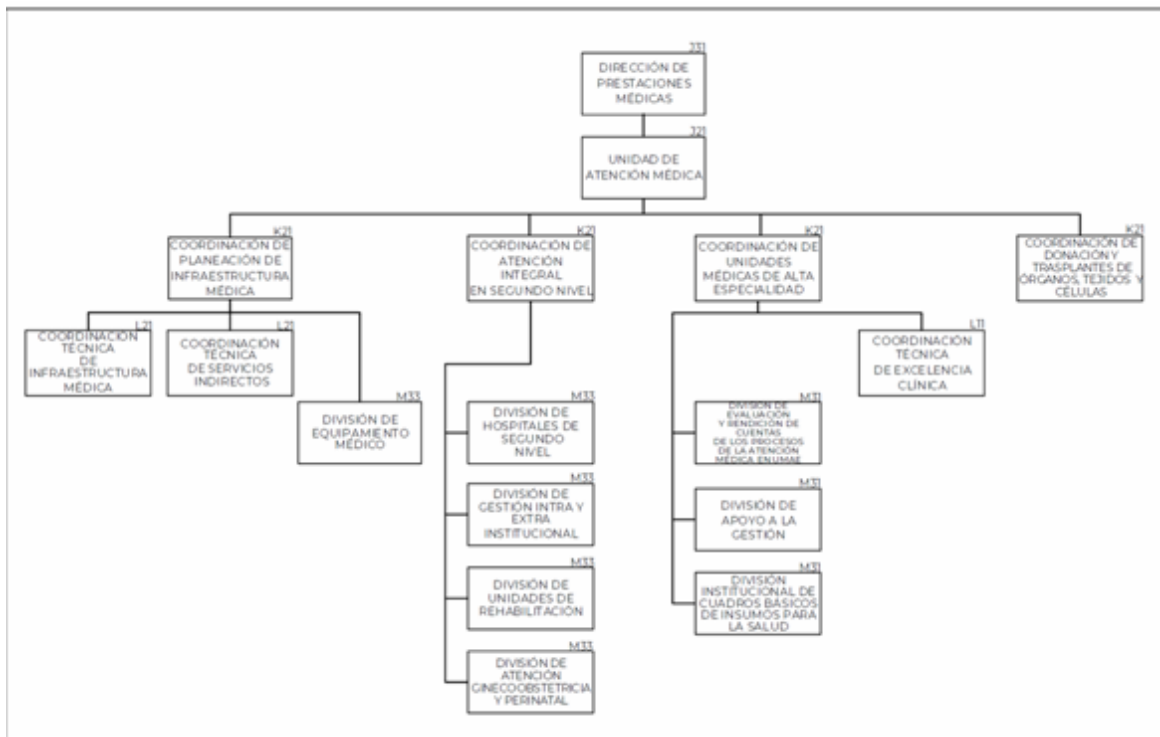 J31
DIRECCIÓN DE
PRESTACIONES
MÉDICAS
J21
UNIDAD DE
ATENCIÓN MÉDICA
K21
COORDINACIÓN DE
PLANEACIÓN DE
INFRAESTRUCTURA
MÉDICA
K21
COORDINACIÓN DE
ATENCIÓN
INTEGRAL
EN SEGUNDO NIVEL
K21
COORDINACIÓN DE
UNIDADES
MÉDICAS DE ALTA
ESPECIALIDAD
K21
COORDINACIÓN DE
DONACIÓN Y
TRASPLANTES DE
ÓRGANOS, TEJIDOS Y
CÉLULAS
L21
COORDINACIÓN
TÉCNICA
DE
INFRAESTRUCTURA
MÉDICA
L21
COORDINACIÓN
TÉCNICA
DE SERVICIOS
INDIRECTOS
M33
DIVISIÓN DE
EQUIPAMIENTO
MÉDICO
M33
DIVISIÓN DE
HOSPITALES DE
SEGUNDO
NIVEL
M33
DIVISIÓN DE
GESTIÓN INTRA Y
EXTRA
INSTITUCIONAL
M33
DIVISIÓN DE
UNIDADES DE
REHABILITACIÓN
M33
DIVISIÓN DE
ATENCIÓN
GINECOOBSTETRICIA
Y PERINATAL
L11
COORDINACIÓN
TÉCNICA
DE EXCELENCIA
CLÍNICA
M31
DIVISIÓN DE
EVALUACIÓN
Y RENDICIÓN DE
CUENTAS
DE LOS PROCESOS
DE LA ATENCIÓN
MÉDICA EN UMAE
M31
DIVISIÓN DE
APOYO A LA
GESTIÓN
M31
DIVISIÓN
INSTITUCIONAL DE
CUADROS BÁSICOS
DE INSUMOS PARA
LA SALUD